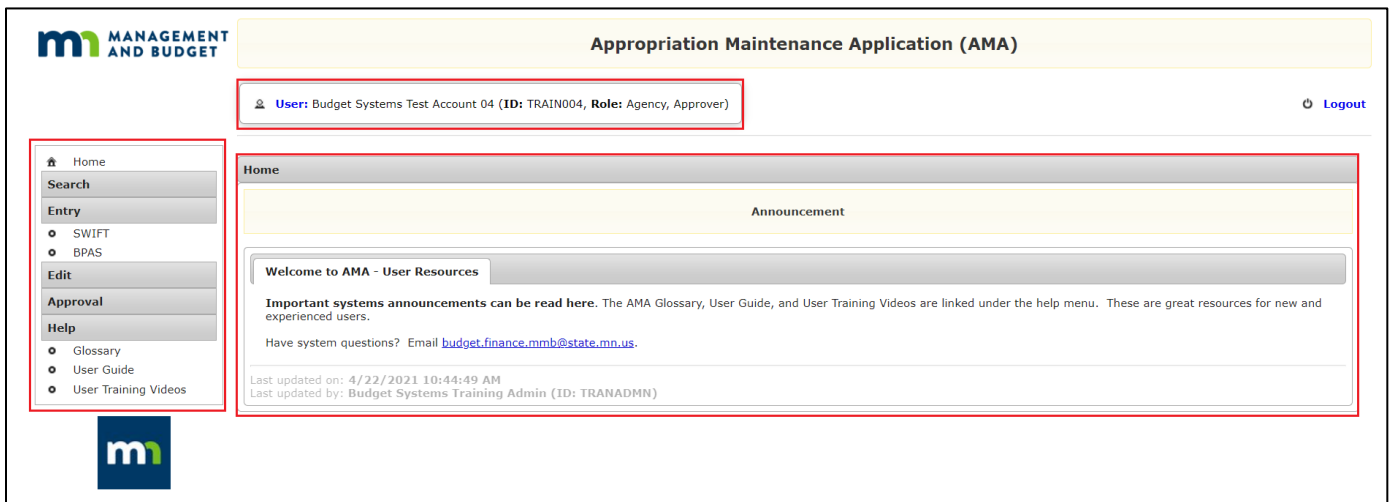 MANAGEMENT
AND BUDGET
Appropriation Maintenance Application (AMA)
User: Budget Systems Test Account 04 (ID: TRAIN004, Role: Agency, Approver)
Logout
Home
Search
Entry
SWIFT
BPAS
Edit
Approval
Help
Glossary
User Guide
User Training Videos
mn
Home
Announcement
Welcome to AMA - User Resources
Important systems announcements can be read here. The AMA Glossary, User Guide, and User Training Videos are linked under the help menu. These are great resources for new and
experienced users.
Have system questions? Email budget.finance.mmb@state.mn.us.
Last updated on: 4/22/2021 10:44:49 AM
Last updated by: Budget Systems Training Admin (ID: TRANADMN)